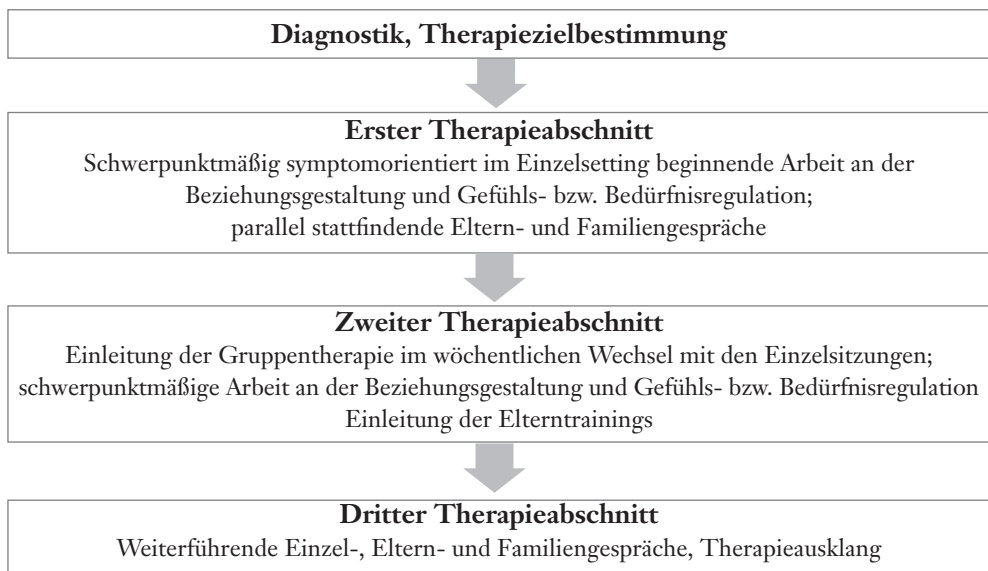 Diagnostik, Therapiezielbestimmung
Erster Therapieabschnitt
Schwerpunktmäßig symptomorientiert im Einzelsetting beginnende Arbeit an der
Beziehungsgestaltung und Gefühls- bzw. Bedürfnisregulation;
parallel stattfindende Eltern- und Familiengespräche
Zweiter Therapieabschnitt
Einleitung der Gruppentherapie im wöchentlichen Wechsel mit den Einzelsitzungen;
schwerpunktmäßige Arbeit an der Beziehungsgestaltung und Gefühls- bzw. Bedürfnisregulation
Einleitung der Elterntrainings
Dritter Therapieabschnitt
Weiterführende Einzel-, Eltern- und Familiengespräche, Therapieausklang